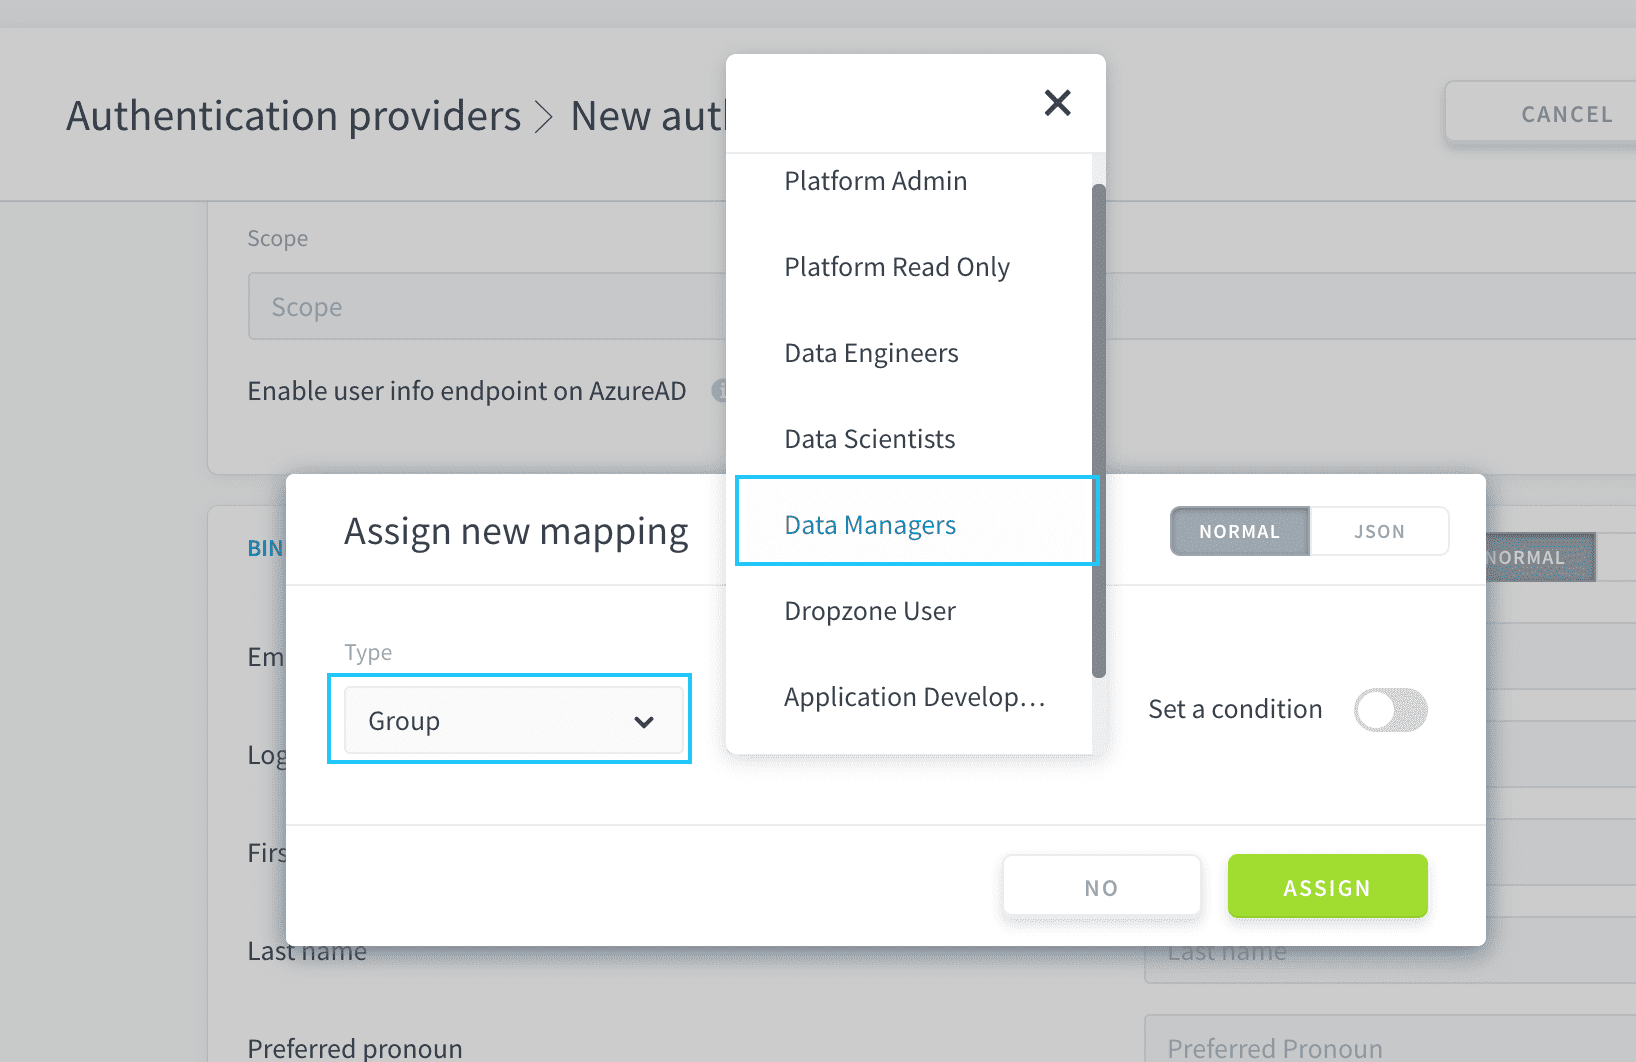 Authentication providers > New aut
CANCEL
Scope
Scope
Enable user info endpoint on AzureAD
Platform Admin
Platform Read Only
Data Engineers
Data Scientists
Data Managers
Dropzone User
Application Develop...
Assign new mapping
NORMAL
JSON
Type
Group
Set a condition
NO
ASSIGN
BIN
NORMAL
Em
Log
Firs
Last name
Last name
Preferred pronoun
Preferred Pronoun